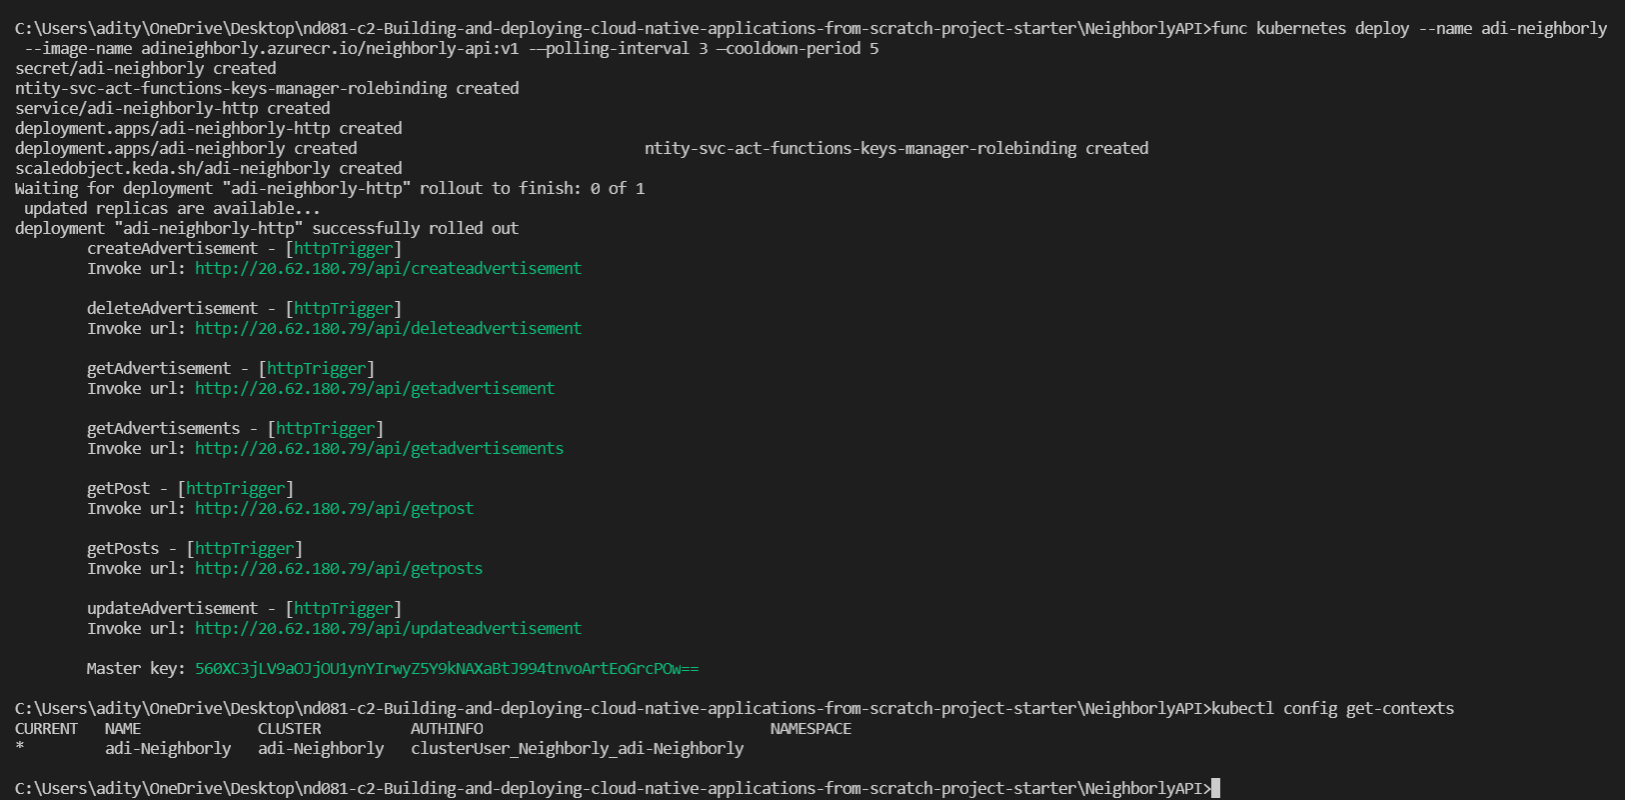 C:\Users\adity\OneDrive\Desktop\nd081-c2-Building-and-deploying-cloud-native-applications-from-scratch-project-starter\NeighborlyAPI>func kubernetes deploy --name adi-neighborly
--image-name adineighborly.azurecr.io/neighborly-api:v1 -—polling-interval 3 —cooldown-period 5
secret/adi-neighborly created
ntity-svc-act-functions-keys-manager-rolebinding created
service/adi-neighborly-http created
deployment.apps/adi-neighborly-http created
deployment.apps/adi-neighborly created ntity-svc-act-functions-keys-manager-rolebinding created
scaledobject.keda.sh/adi-neighborly created
Waiting for deployment "adi-neighborly-http" rollout to finish: 0 of 1
updated replicas are available...
deployment "adi-neighborly-http" successfully rolled out
createAdvertisement - [httpTrigger]
Invoke url: http://20.62.180.79/api/createadvertisement
deleteAdvertisement - [httpTrigger]
Invoke url: http://20.62.180.79/api/deleteadvertisement
getAdvertisement - [httpTrigger]
Invoke url: http://20.62.180.79/api/getadvertisement
getAdvertisements - [httpTrigger]
Invoke url: http://20.62.180.79/api/getadvertisements
getPost - [httpTrigger]
Invoke url: http://20.62.180.79/api/getpost
getPosts - [httpTrigger]
Invoke url: http://20.62.180.79/api/getposts
updateAdvertisement - [httpTrigger]
Invoke url: http://20.62.180.79/api/updateadvertisement
Master key: 560XC3jLV9aOJjOU1ynYIrwyZ5Y9kNAXaBtJ994tnvoArtEoGrcPOw==
C:\Users\adity\OneDrive\Desktop\nd081-c2-Building-and-deploying-cloud-native-applications-from-scratch-project-starter\NeighborlyAPI>kubectl config get-contexts
CURRENT NAME CLUSTER AUTHINFO NAMESPACE
* adi-Neighborly adi-Neighborly clusterUser_Neighborly_adi-Neighborly
C:\Users\adity\OneDrive\Desktop\nd081-c2-Building-and-deploying-cloud-native-applications-from-scratch-project-starter\NeighborlyAPI>